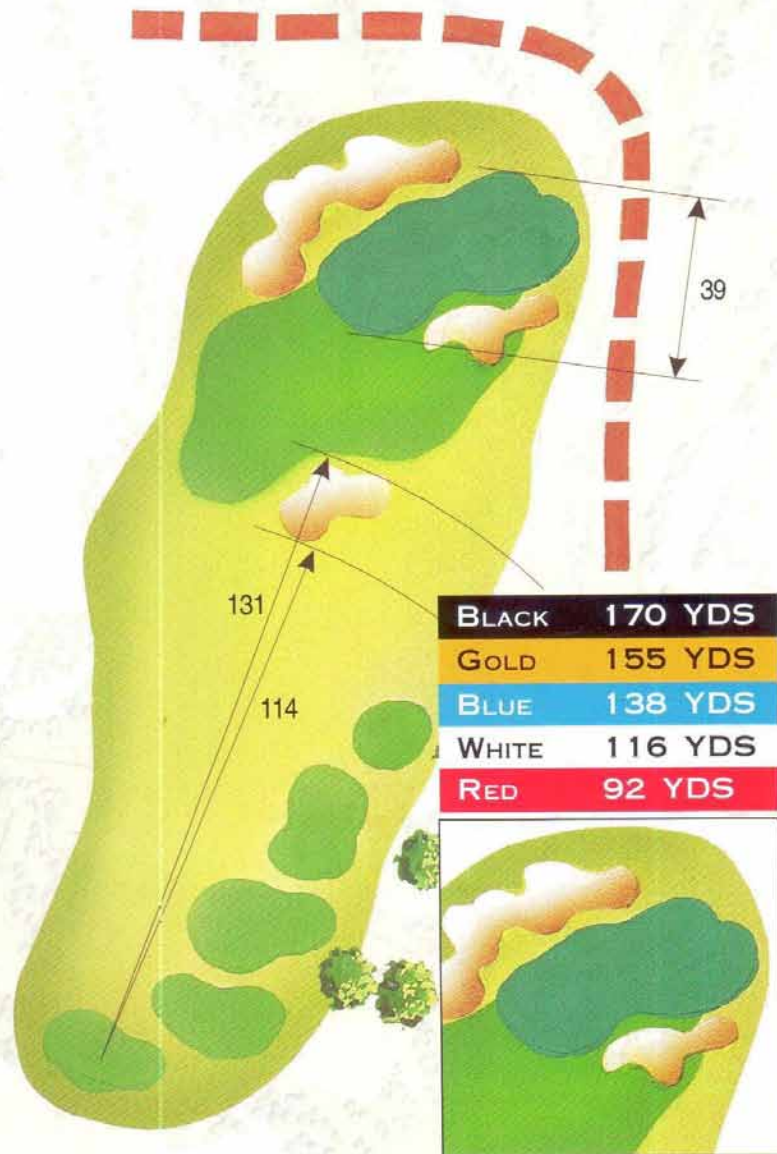 39
131
114
BLACK 170 YDS
GOLD 155 YDS
BLUE 138 YDS
WHITE 116 YDS
RED 92 YDS